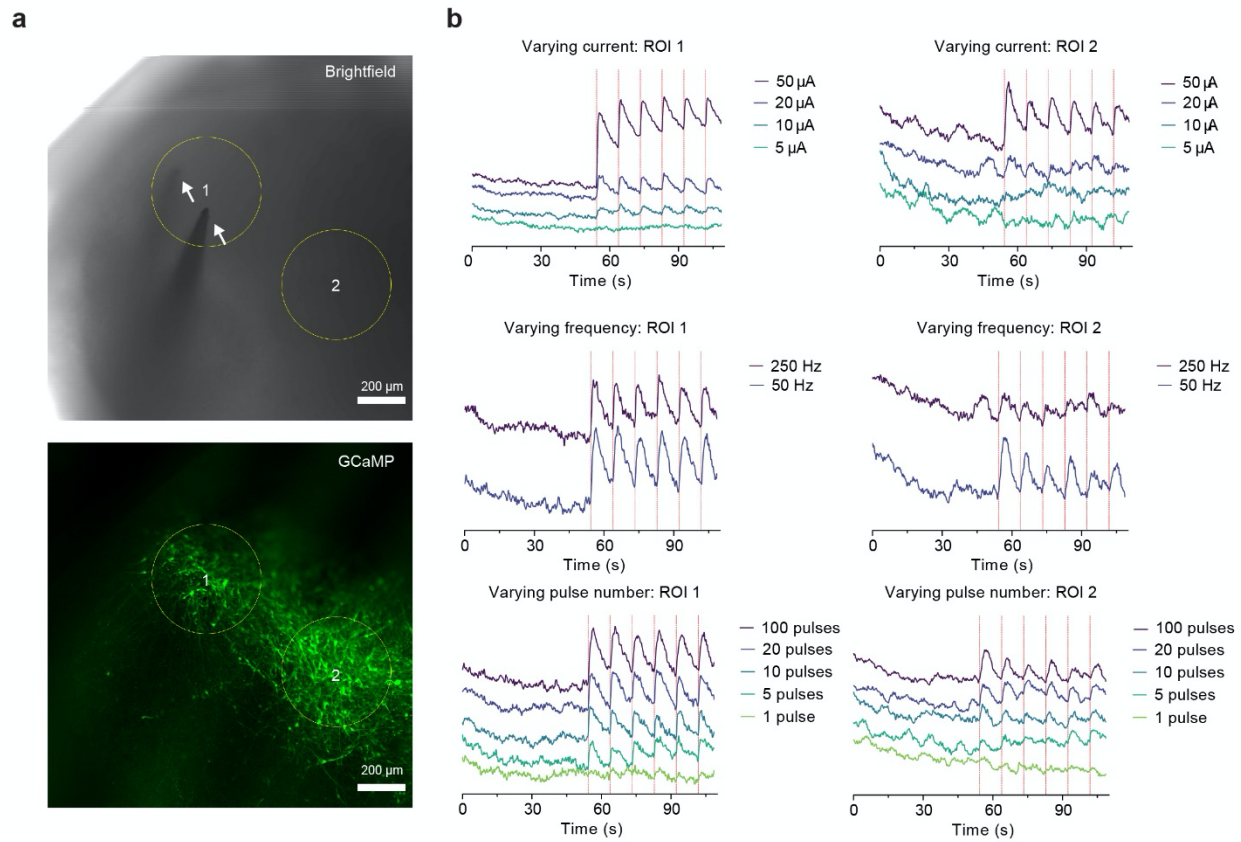 a
Brightfield
1
2
200 µm
GCaMP
1
2
200 µm
b
Varying current: ROI 1
50 µA
20 µA
10 µA
5 µA
0 30 60 90
Time (s)
Varying current: ROI 2
50 µA
20 µA
10 µA
5 µA
0 30 60 90
Time (s)
Varying frequency: ROI 1
250 Hz
50 Hz
0 30 60 90
Time (s)
Varying frequency: ROI 2
250 Hz
50 Hz
0 30 60 90
Time (s)
Varying pulse number: ROI 1
100 pulses
20 pulses
10 pulses
5 pulses
1 pulse
0 30 60 90
Time (s)
Varying pulse number: ROI 2
100 pulses
20 pulses
10 pulses
5 pulses
1 pulse
0 30 60 90
Time (s)